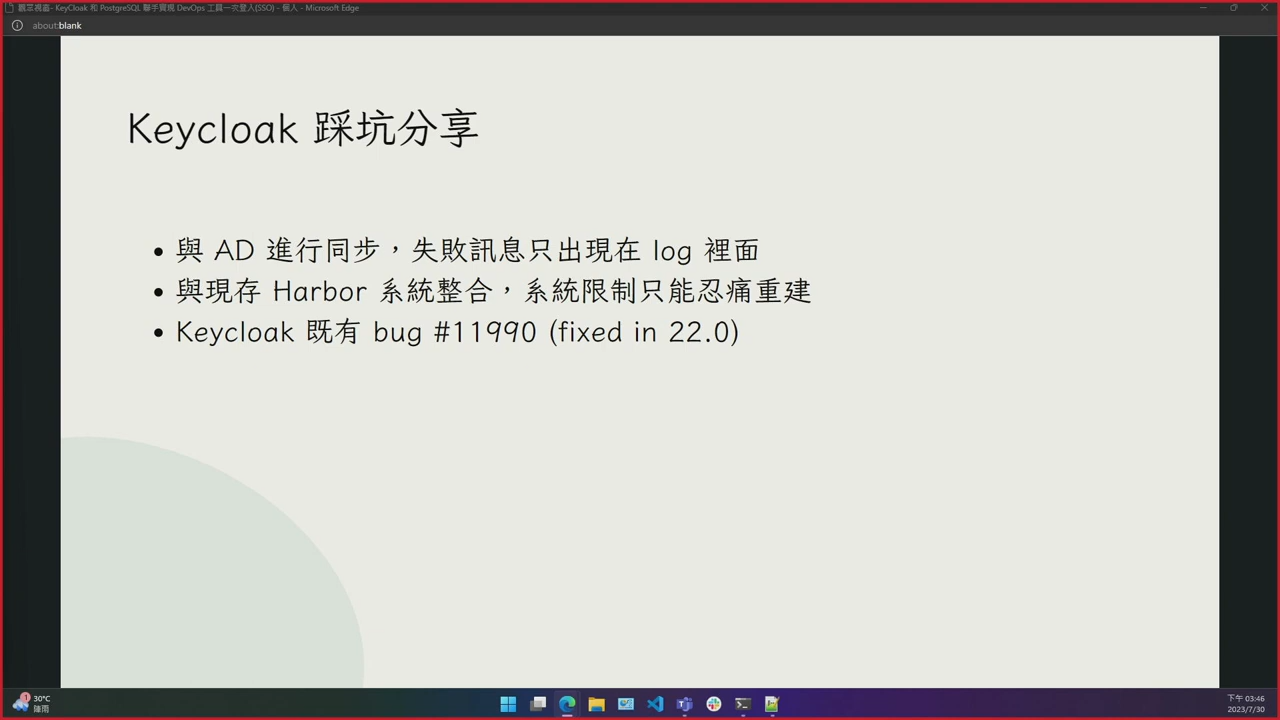 觀眾視窗- KeyCloak 和 PostgreSQL 聯手實現 DevOps 工具一次登入(SSO) - 個人 - Microsoft Edge
about:blank
Keycloak 踩坑分享
• 與 AD 進行同步，失敗訊息只出現在 log 裡面
• 與現存 Harbor 系統整合，系統限制只能忍痛重建
• Keycloak 既有 bug #11990 (fixed in 22.0)
1
30°C
陣雨
下午 03:46
2023/7/30